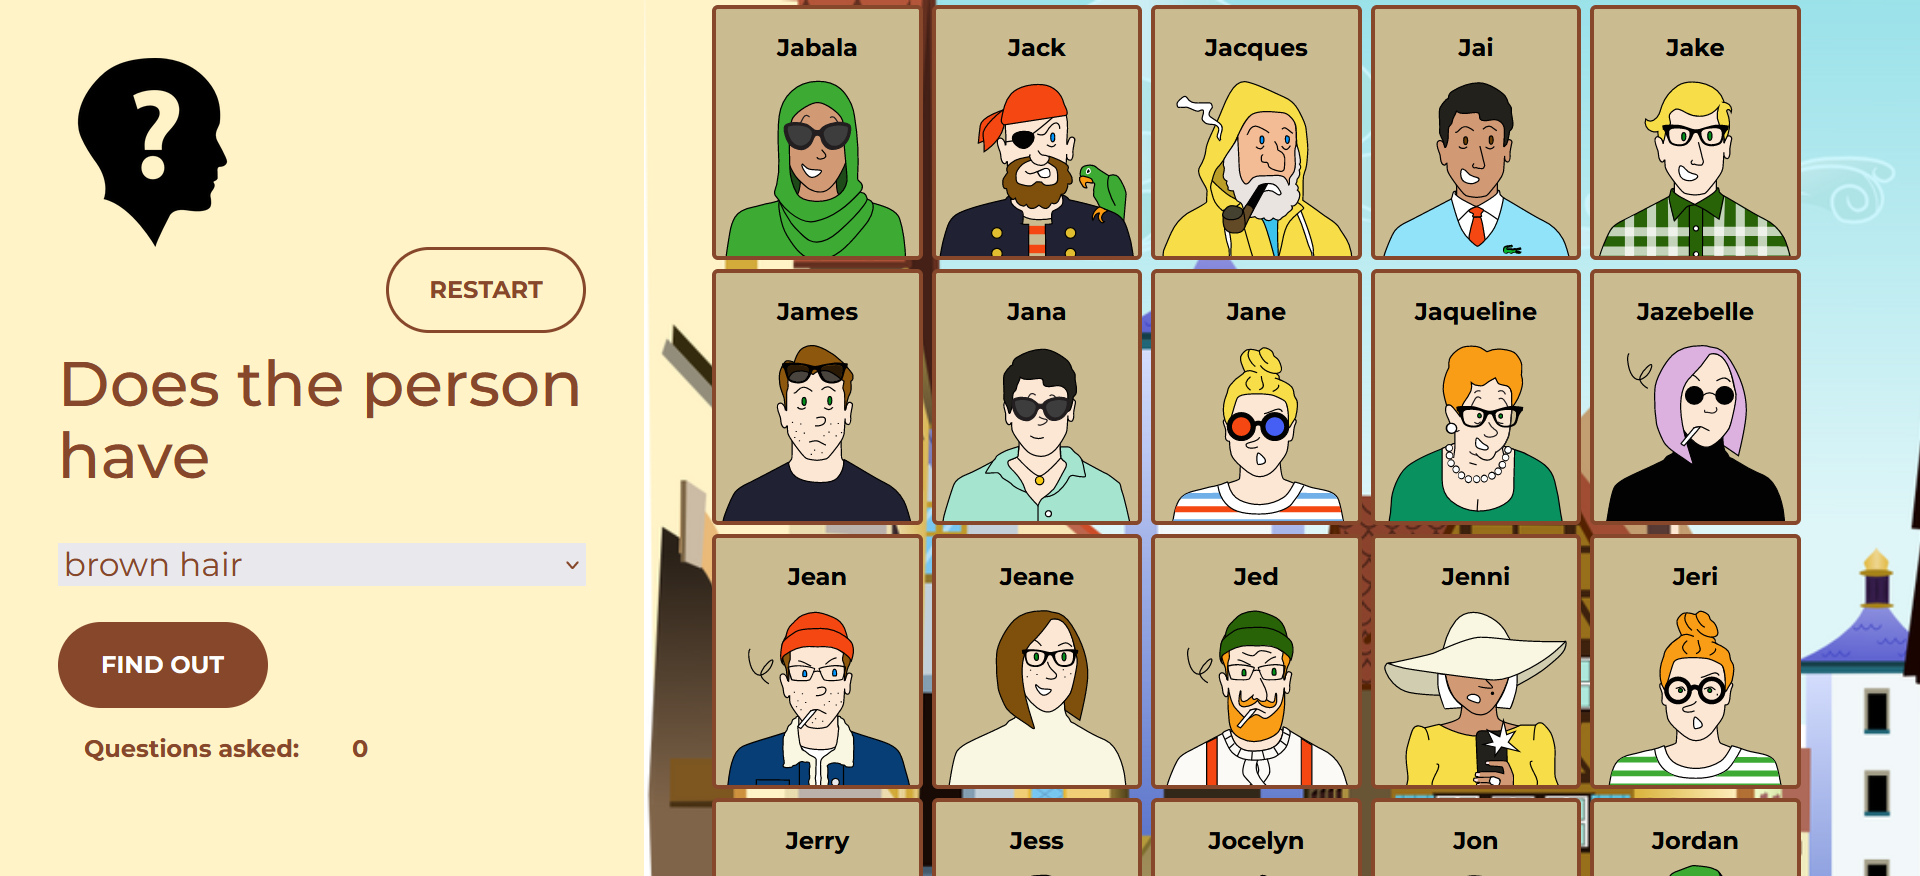 ?
RESTART
Does the person
have
brown hair
FIND OUT
Questions asked: 0
Jabala
Jack
Jacques
Jai
Jake
James
Jana
Jane
Jaqueline
Jazebelle
Jean
Jeane
Jed
Jenni
Jeri
Jerry
Jess
Jocelyn
Jon
Jordan